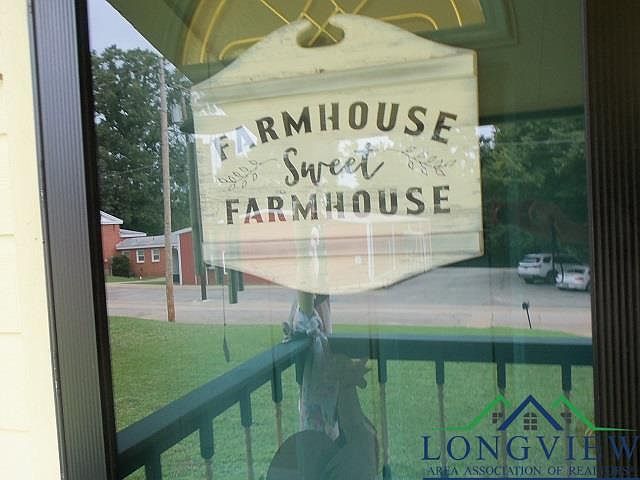 FARMHOUSE
Sweet
FARMHOUSE
LONGVIEW
AREA ASSOCIATION OF REALTORS